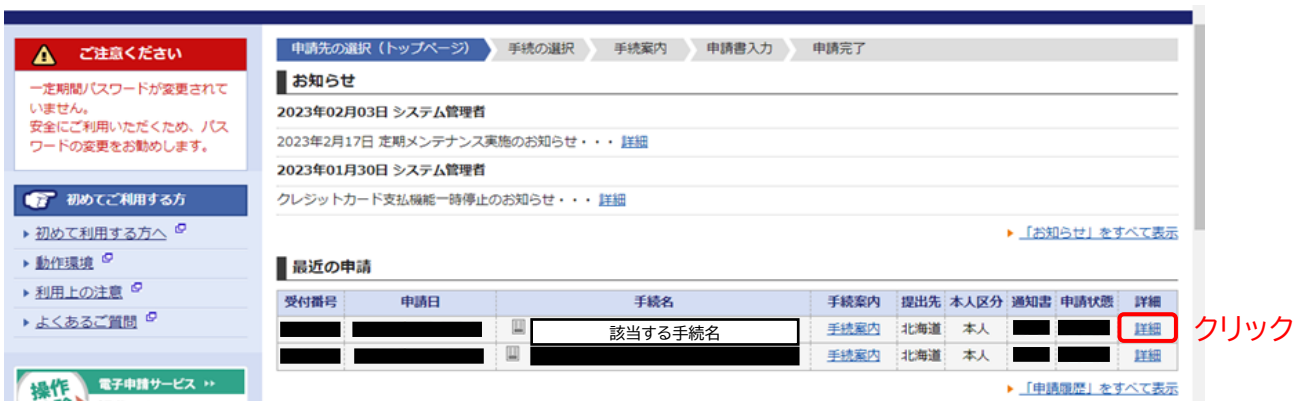 ご注意ください
一定期間パスワードが変更されて
いません。
安全にご利用いただくため、パス
ワードの変更をお勧めします。
初めてご利用する方
初めて利用する方へ
動作環境
利用上の注意
よくあるご質問
操作
電子申請サービス
申請先の選択（トップページ） 手続の選択 手続案内 申請書入力 申請完了
お知らせ
2023年02月03日 システム管理者
2023年2月17日 定期メンテナンス実施のお知らせ・・・ 詳細
2023年01月30日 システム管理者
クレジットカード支払機能一時停止のお知らせ・・・ 詳細
「お知らせ」をすべて表示
最近の申請
受付番号 申請日 手続名 手続案内 提出先 本人区分 通知書 申請状態 詳細
該当する手続名 手続案内 北海道 本人 詳細
クリック
手続案内 北海道 本人 詳細
「申請履歴」をすべて表示